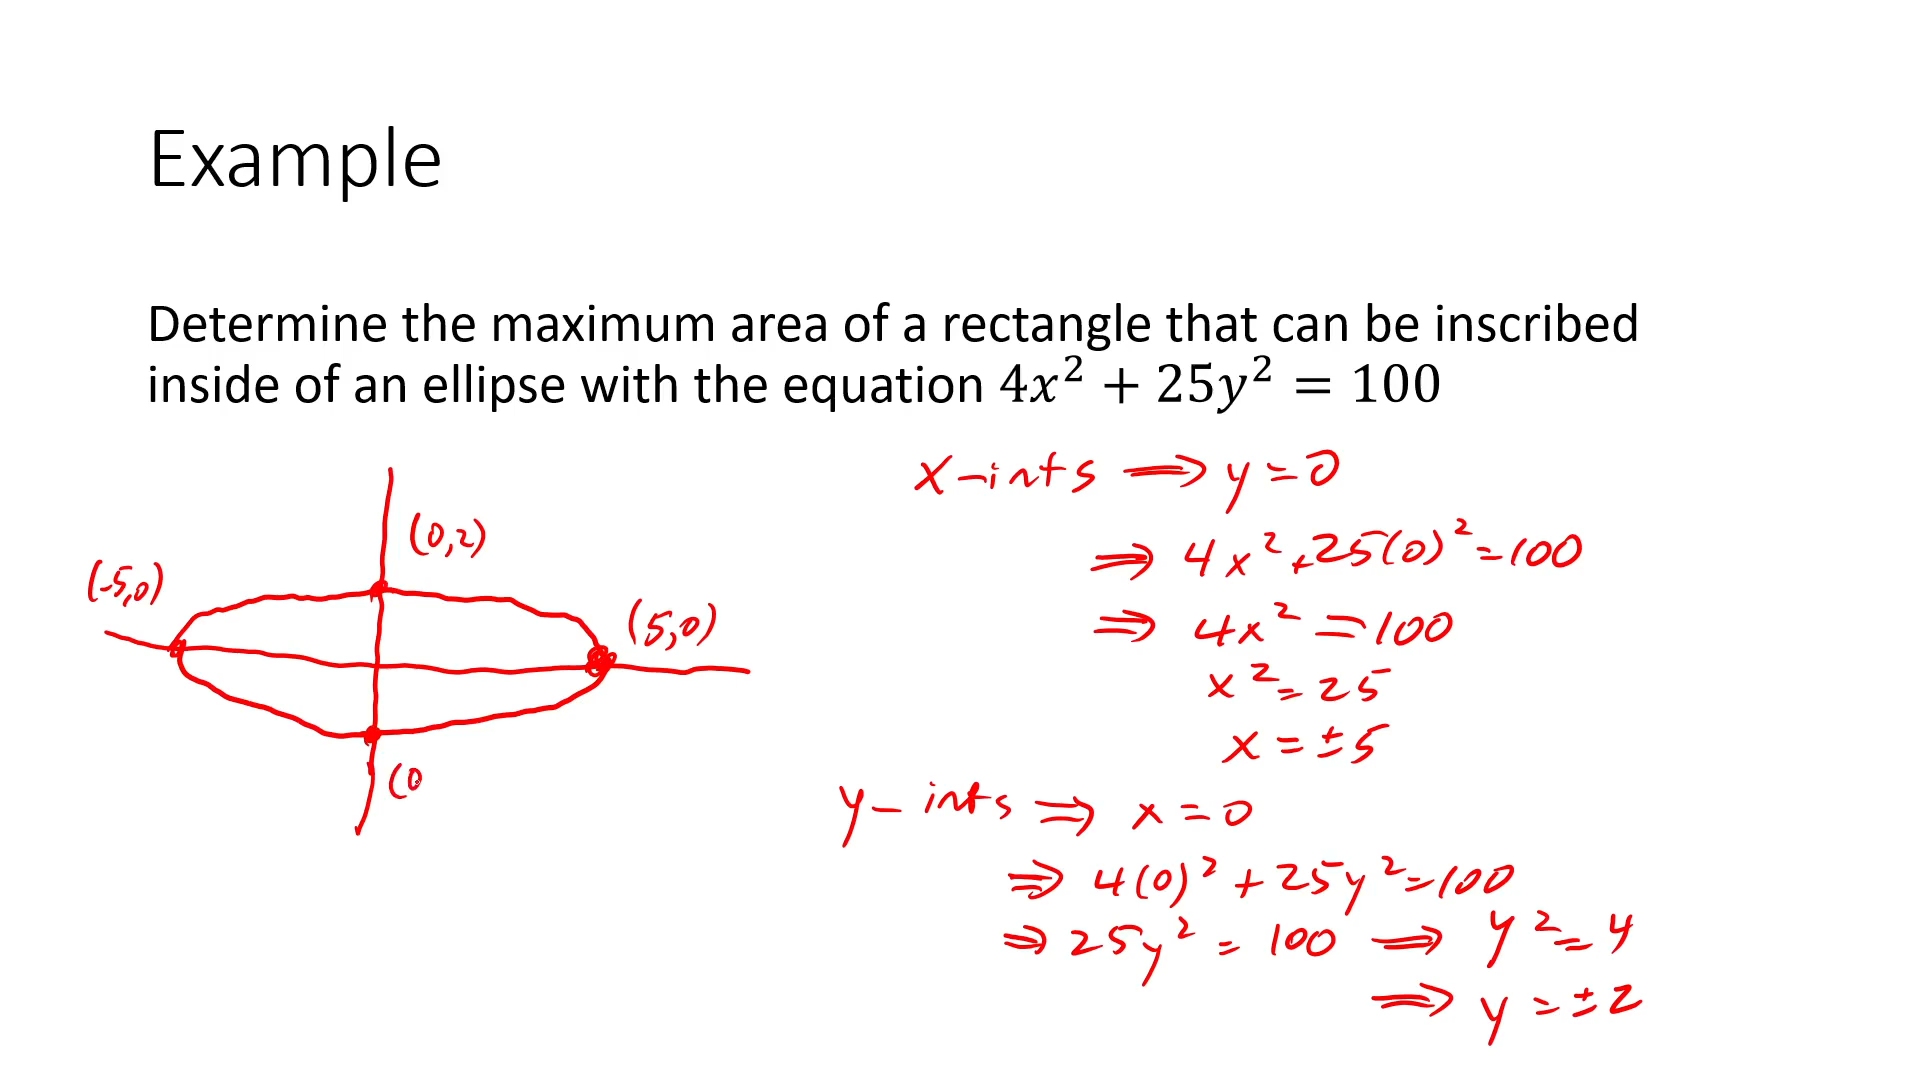 Example
Determine the maximum area of a rectangle that can be inscribed
inside of an ellipse with the equation 4x² + 25y² = 100
(0,2)
(-5,0)
(5,0)
(0
x-ints ⟹ y=0
⟹ 4x²+25(0)²=100
⟹ 4x²=100
x²=25
x=±5
y-ints ⟹ x=0
⟹ 4(0)²+25y²=100
⟹ 25y²=100 ⟹ y²=4
⟹ y=±2